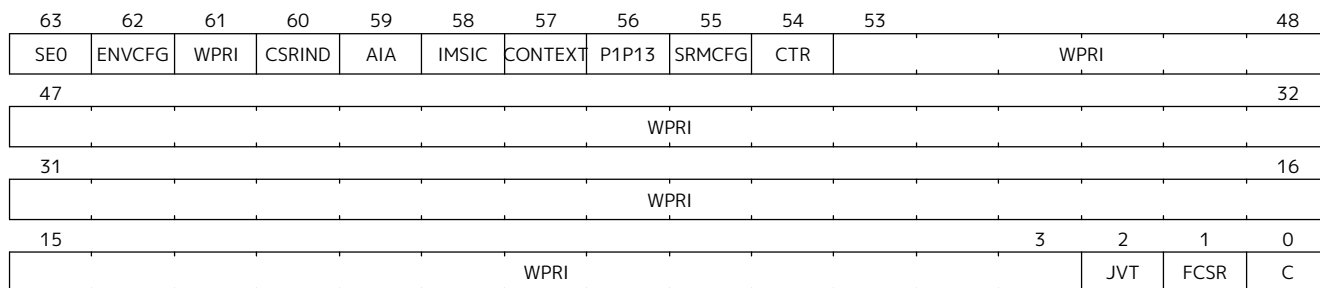 63 62 61 60 59 58 57 56 55 54 53 48
SE0 ENVCFG WPRI CSRIND AIA IMSIC CONTEXT P1P13 SRMCFG CTR WPRI
47 32
WPRI
31 16
WPRI
15 3 2 1 0
WPRI JVT FCSR C